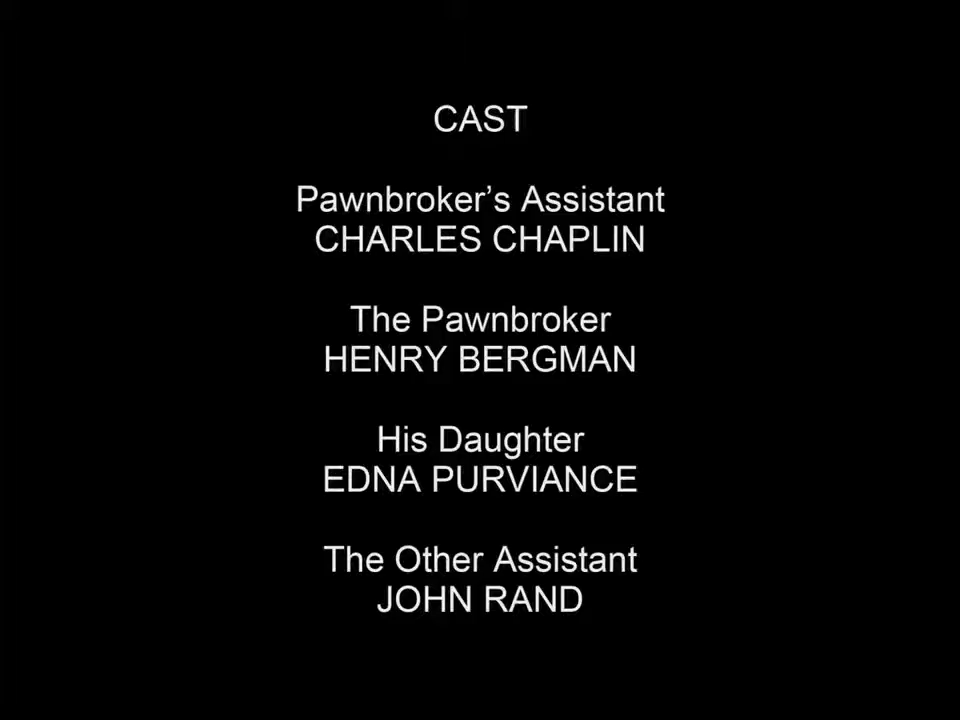 CAST
Pawnbroker’s Assistant
CHARLES CHAPLIN
The Pawnbroker
HENRY BERGMAN
His Daughter
EDNA PURVIANCE
The Other Assistant
JOHN RAND